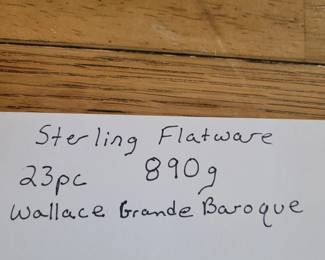 Sterling Flatware
23pc 890g
Wallace Grande Baroque